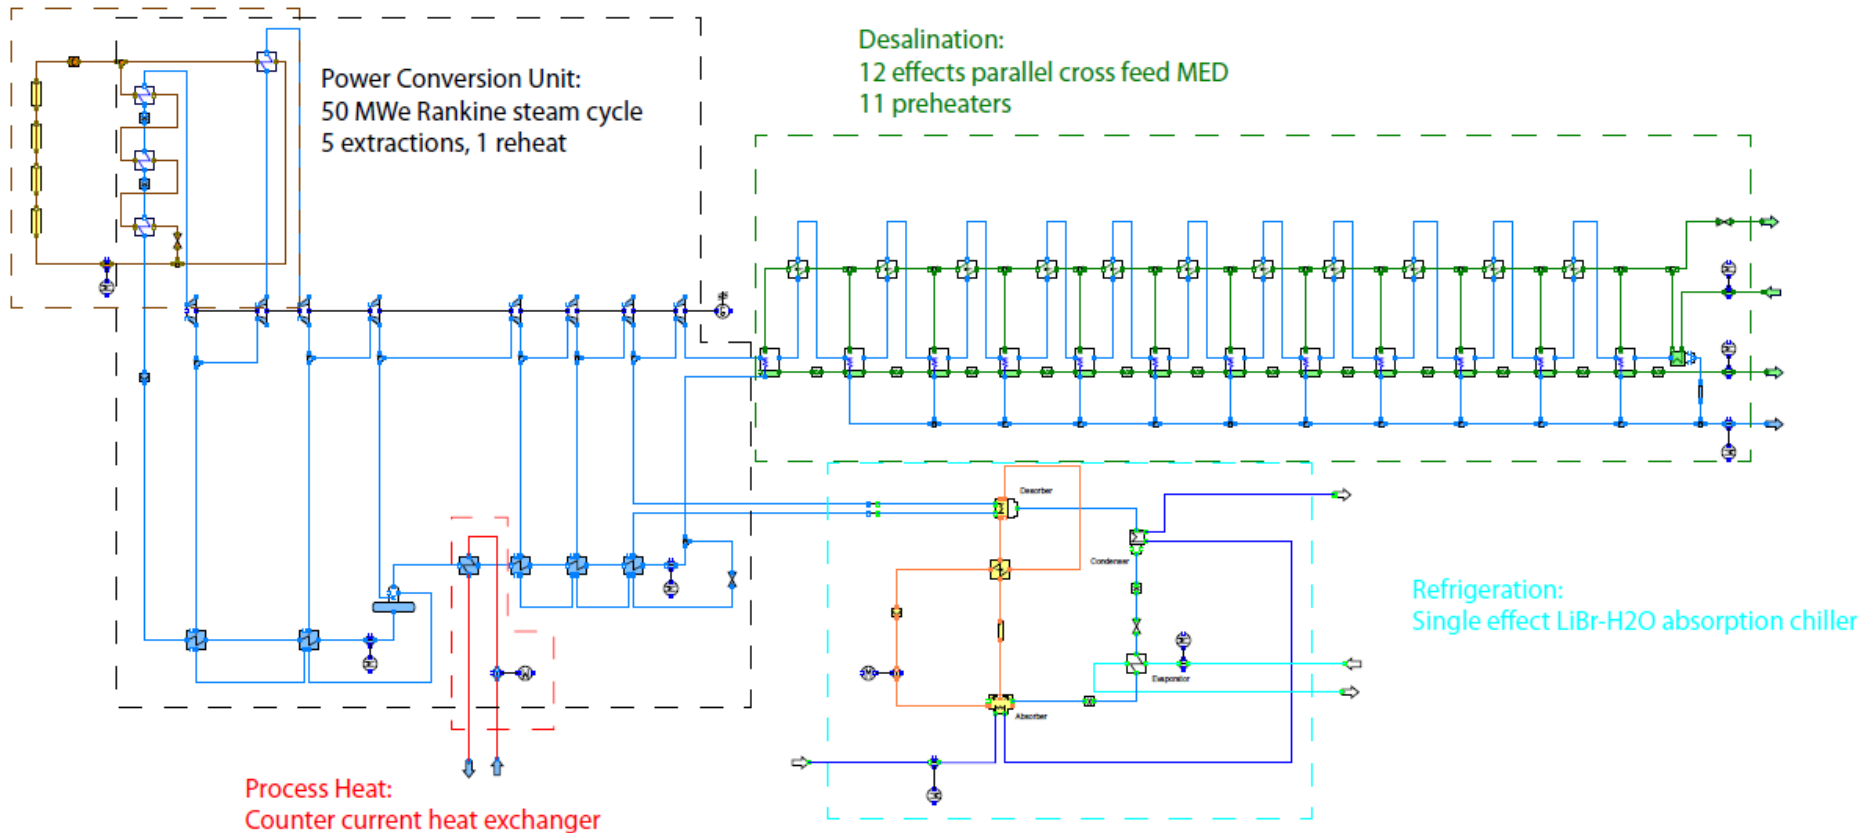 Power Conversion Unit:
50 MWe Rankine steam cycle
5 extractions, 1 reheat
Desalination:
12 effects parallel cross feed MED
11 preheaters
Desorber
Condenser
Evaporator
Absorber
Refrigeration:
Single effect LiBr-H2O absorption chiller
Process Heat:
Counter current heat exchanger